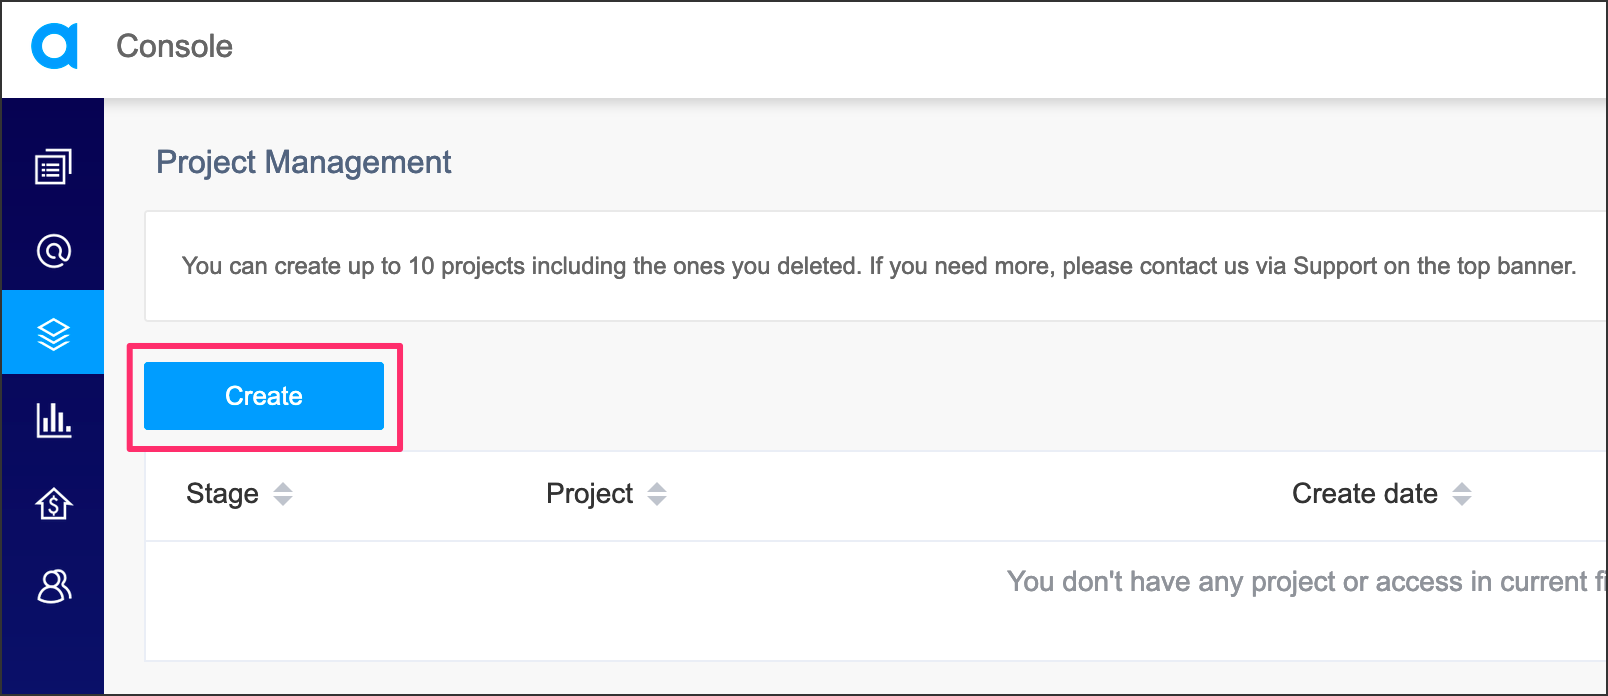 Console
Project Management
You can create up to 10 projects including the ones you deleted. If you need more, please contact us via Support on the top banner.
Create
Stage Project Create date
You don't have any project or access in current